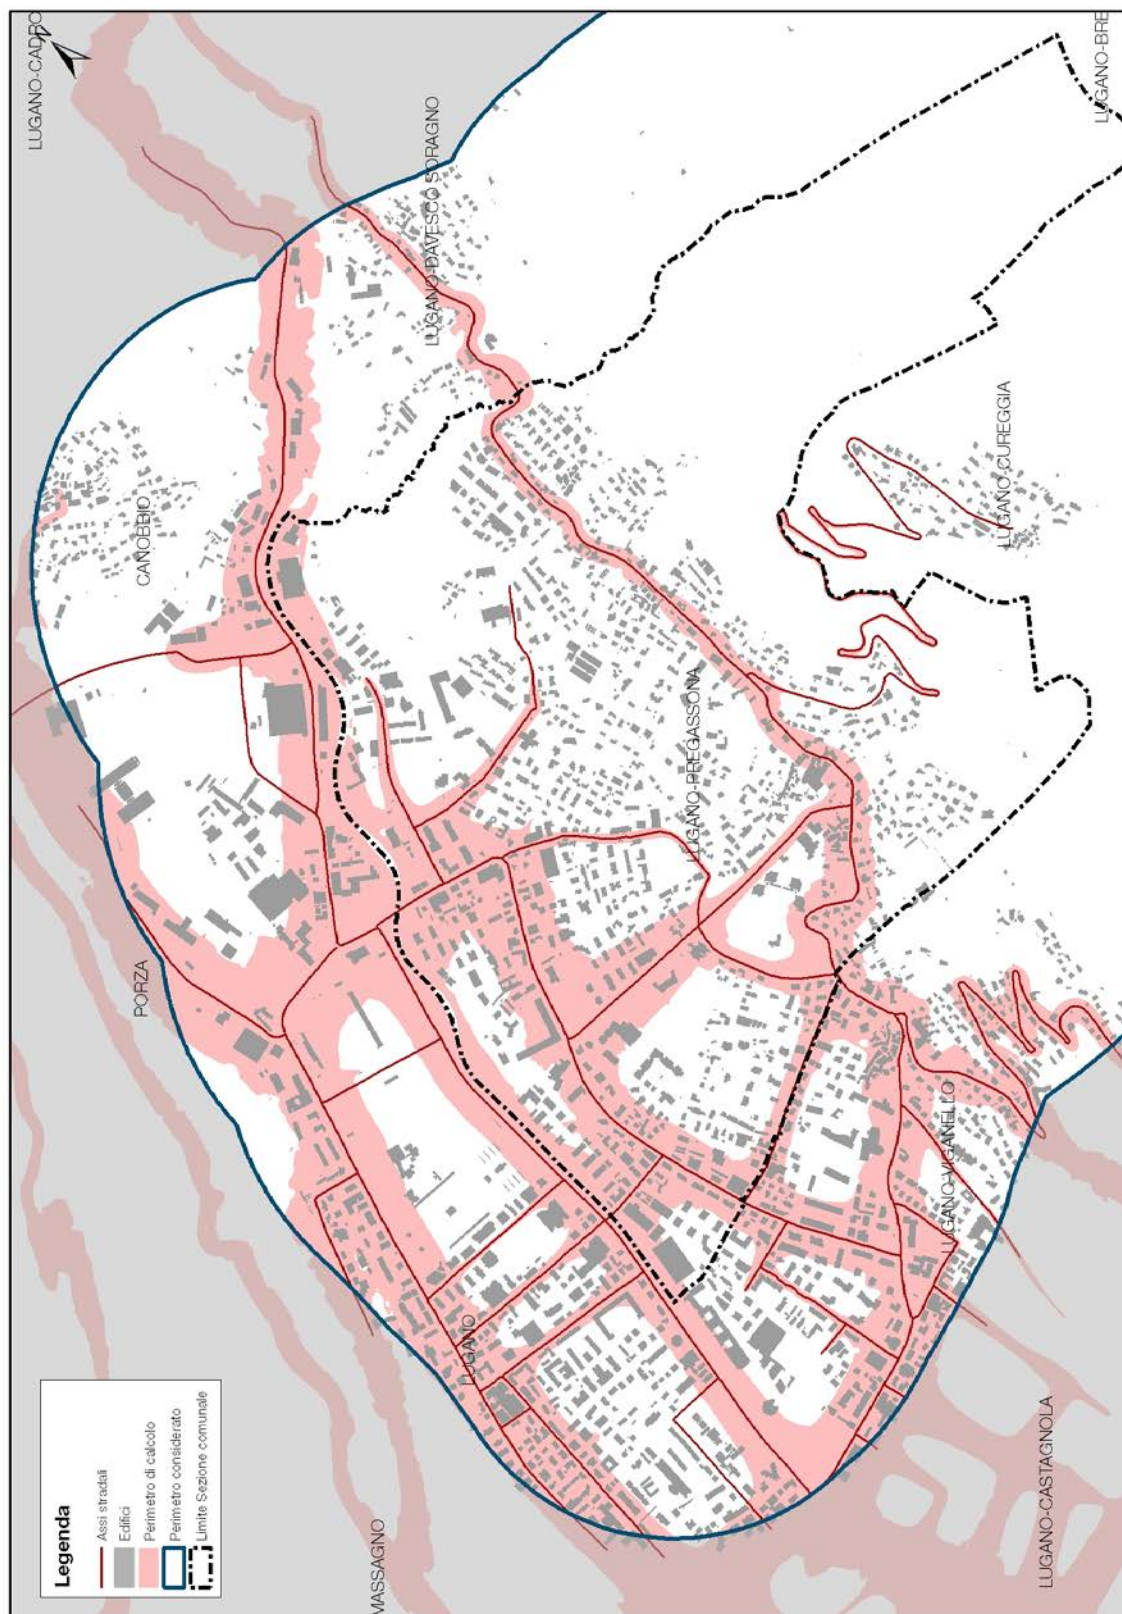 LUGANO-CADRO
N
LUGANO-BRE
LUGANO-DAVESCO SORAGNO
CANOBBIO
LUGANO-CUREGGIA
LUGANO-PREGASSONA
PORZA
LUGANO-VIGANELLO
LUGANO
MASSAGNO
LUGANO-CASTAGNOLA
Legenda
Assi stradali
Edifici
Perimetro di calcolo
Perimetro considerato
Limite Sezione comunale